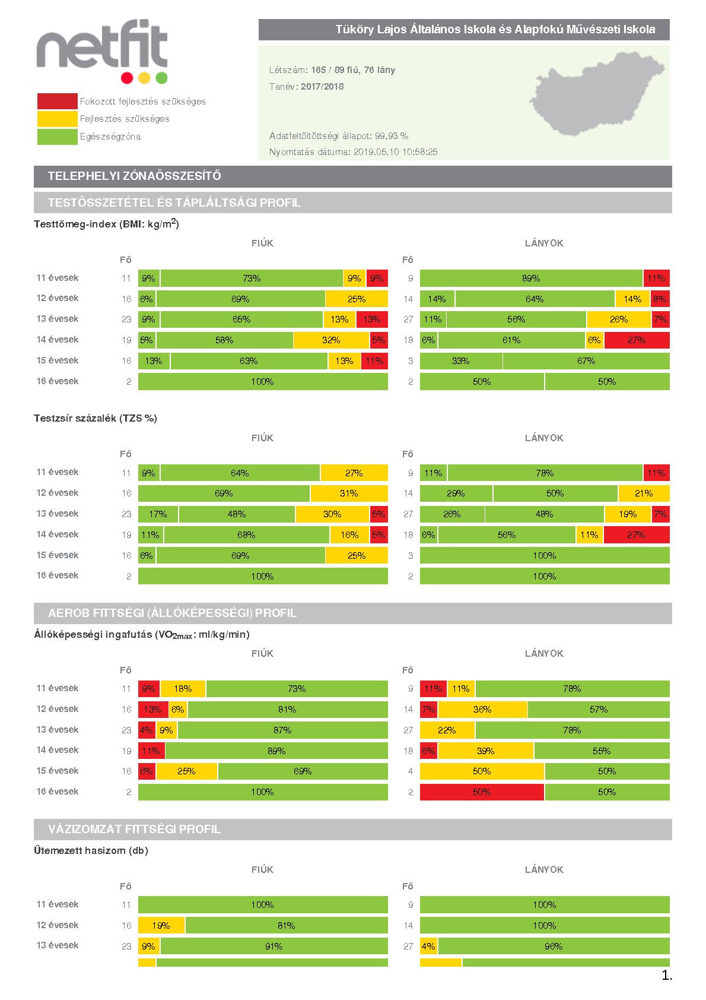 netfit
Tüköry Lajos Általános Iskola és Alapfokú Művészeti Iskola
Létszám: 165 / 89 fiú, 76 lány
Tanév: 2017/2018
Fokozott fejlesztés szükséges
Fejlesztés szükséges
Egészségzóna
Adatfeltöltöttségi állapot: 99,93 %
Nyomtatás dátuma: 2019.05.10 10:58:25
TELEPHELYI ZÓNAÖSSZESÍTŐ
TESTÖSSZETÉTEL ÉS TÁPLÁLTSÁGI PROFIL
Testtömeg-index (BMI: kg/m2)
FIÚK LÁNYOK
Fő Fő
11 évesek 11 9% 73% 9% 9% 9 89% 11%
12 évesek 16 6% 69% 25% 14 14% 64% 14% 8%
13 évesek 23 9% 65% 13% 13% 27 11% 56% 26% 7%
14 évesek 19 5% 58% 32% 5% 18 6% 61% 6% 27%
15 évesek 16 13% 63% 13% 11% 3 33% 67%
16 évesek 2 100% 2 50% 50%
Testzsír százalék (TZS %)
FIÚK LÁNYOK
Fő Fő
11 évesek 11 9% 64% 27% 9 11% 78% 11%
12 évesek 16 69% 31% 14 29% 50% 21%
13 évesek 23 17% 48% 30% 5% 27 26% 48% 19% 7%
14 évesek 19 11% 68% 16% 5% 18 6% 56% 11% 27%
15 évesek 16 6% 69% 25% 3 100%
16 évesek 2 100% 2 100%
AEROB FITTSÉGI (ÁLLÓKÉPESSÉGI) PROFIL
Állóképességi ingafutás (VO2max: ml/kg/min)
FIÚK LÁNYOK
Fő Fő
11 évesek 11 9% 18% 73% 9 11% 11% 78%
12 évesek 16 13% 6% 81% 14 7% 36% 57%
13 évesek 23 4% 9% 87% 27 22% 78%
14 évesek 19 11% 89% 18 6% 39% 55%
15 évesek 16 6% 25% 69% 4 50% 50%
16 évesek 2 100% 2 50% 50%
VÁZIZOMZAT FITTSÉGI PROFIL
Ütemezett hasizom (db)
FIÚK LÁNYOK
Fő Fő
11 évesek 11 100% 9 100%
12 évesek 16 19% 81% 14 100%
13 évesek 23 9% 91% 27 4% 96%
1.